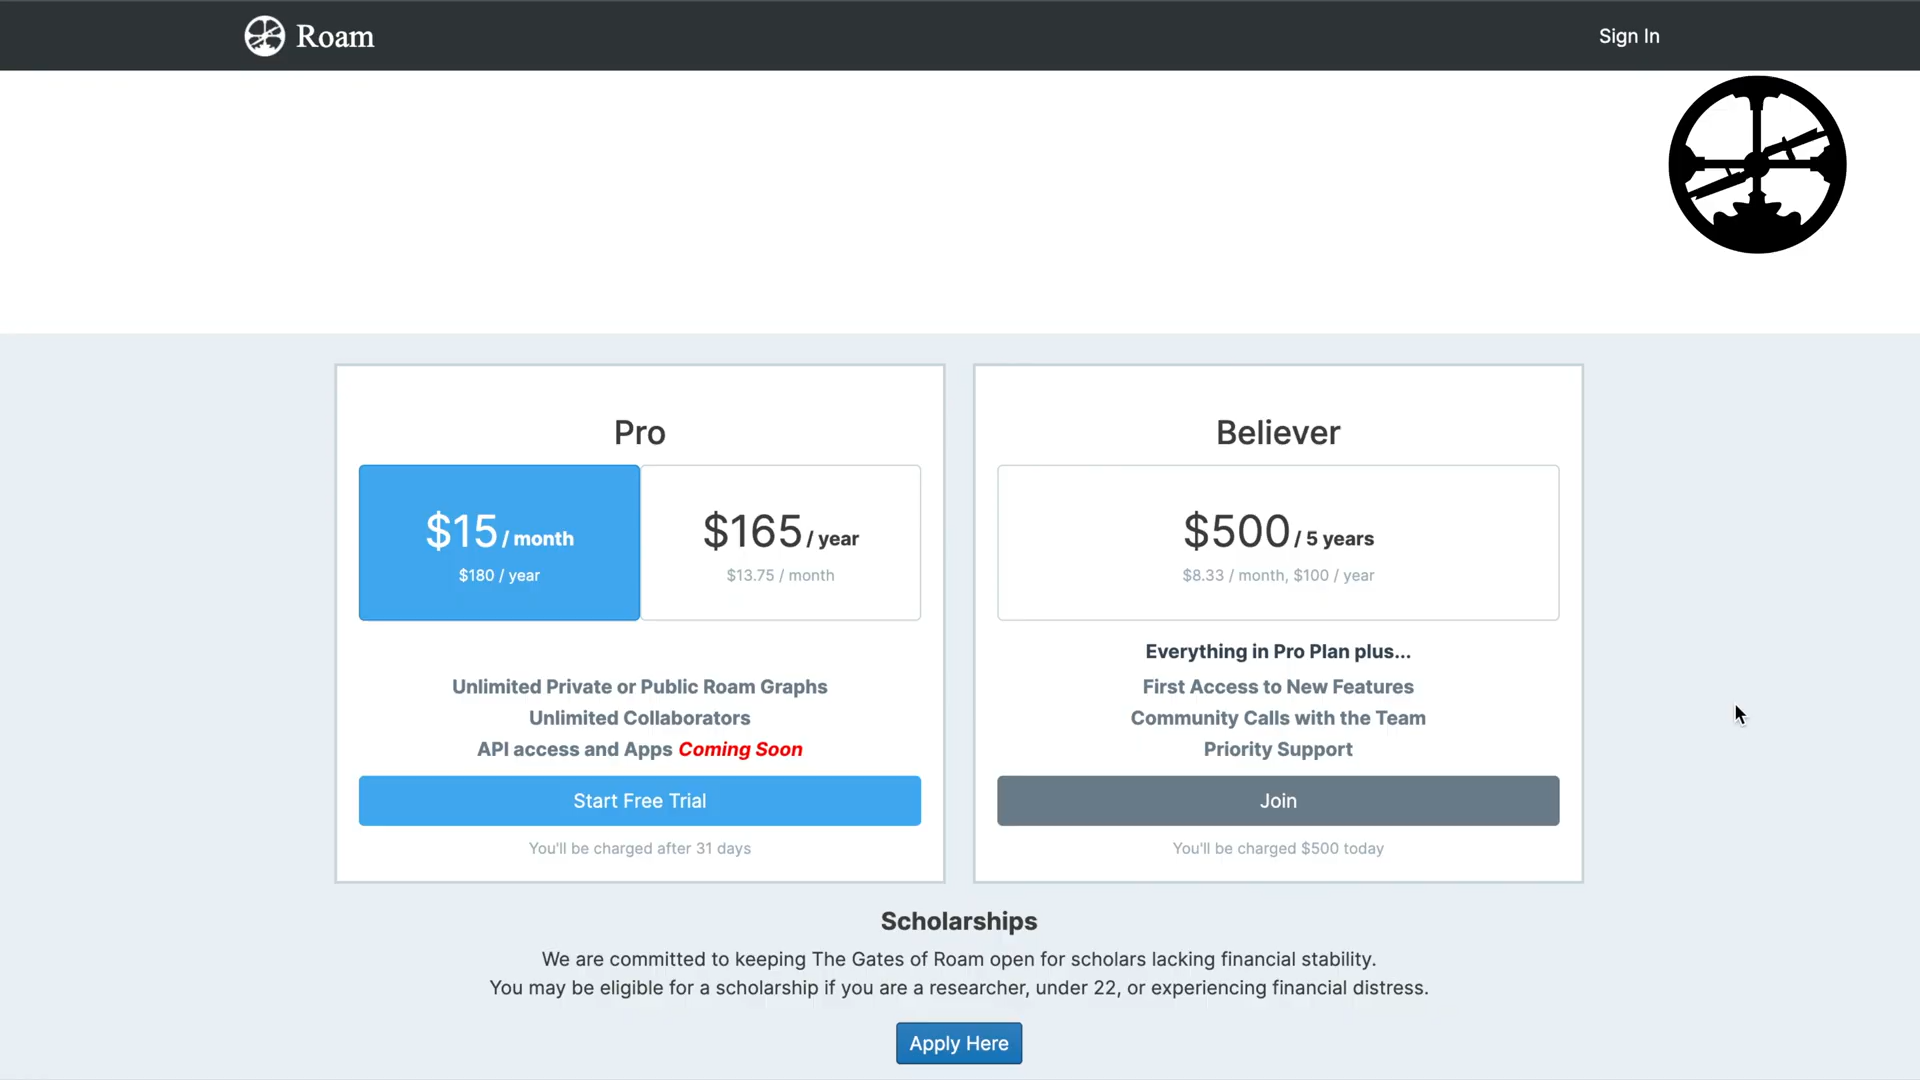 Roam
Sign In
Pro
$15 / month
$180 / year
$165 / year
$13.75 / month
Unlimited Private or Public Roam Graphs
Unlimited Collaborators
API access and Apps Coming Soon
Start Free Trial
You'll be charged after 31 days
Believer
$500 / 5 years
$8.33 / month, $100 / year
Everything in Pro Plan plus...
First Access to New Features
Community Calls with the Team
Priority Support
Join
You'll be charged $500 today
Scholarships
We are committed to keeping The Gates of Roam open for scholars lacking financial stability.
You may be eligible for a scholarship if you are a researcher, under 22, or experiencing financial distress.
Apply Here